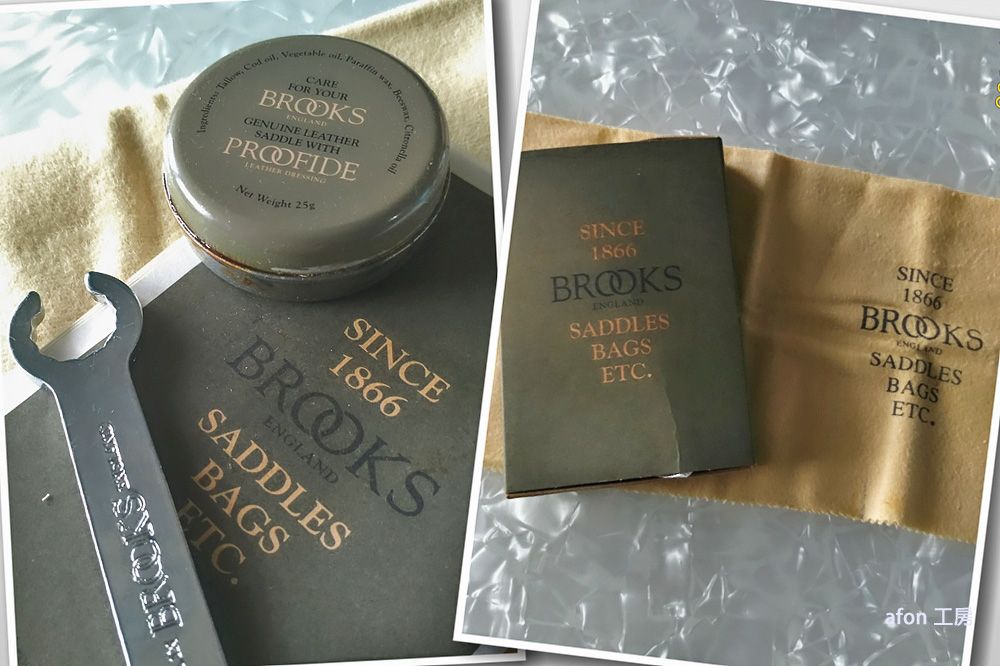 Ingredients: Tallow, Cod oil, Vegetable oil, Paraffin wax, Beeswax, Citronella oil
CARE
FOR YOUR
BROOKS
ENGLAND
GENUINE LEATHER
SADDLE WITH
PROOFIDE
LEATHER DRESSING
Net Weight 25g
SINCE
1866
BROOKS
ENGLAND
SADDLES
BAGS
ETC.
BROOKS
SINCE
1866
BROOKS
ENGLAND
SADDLES
BAGS
ETC.
SINCE
1866
BROOKS
ENGLAND
SADDLES
BAGS
ETC.
afon 工房